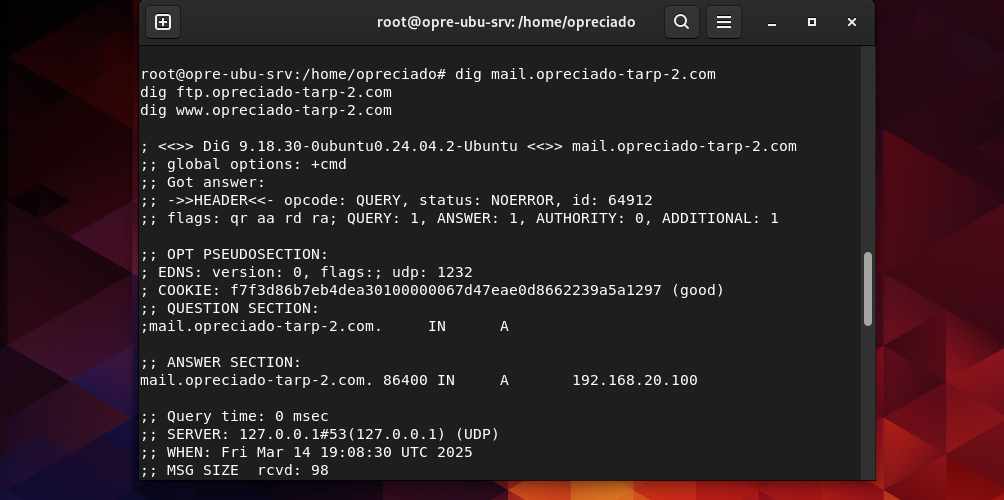 root@opre-ubu-srv: /home/opreciado
root@opre-ubu-srv:/home/opreciado# dig mail.opreciado-tarp-2.com
dig ftp.opreciado-tarp-2.com
dig www.opreciado-tarp-2.com
; <<>> DiG 9.18.30-0ubuntu0.24.04.2-Ubuntu <<>> mail.opreciado-tarp-2.com
;; global options: +cmd
;; Got answer:
;; ->>HEADER<<- opcode: QUERY, status: NOERROR, id: 64912
;; flags: qr aa rd ra; QUERY: 1, ANSWER: 1, AUTHORITY: 0, ADDITIONAL: 1
;; OPT PSEUDOSECTION:
; EDNS: version: 0, flags:; udp: 1232
; COOKIE: f7f3d86b7eb4dea30100000067d47eae0d8662239a5a1297 (good)
;; QUESTION SECTION:
;mail.opreciado-tarp-2.com.     IN      A
;; ANSWER SECTION:
mail.opreciado-tarp-2.com. 86400 IN     A       192.168.20.100
;; Query time: 0 msec
;; SERVER: 127.0.0.1#53(127.0.0.1) (UDP)
;; WHEN: Fri Mar 14 19:08:30 UTC 2025
;; MSG SIZE  rcvd: 98